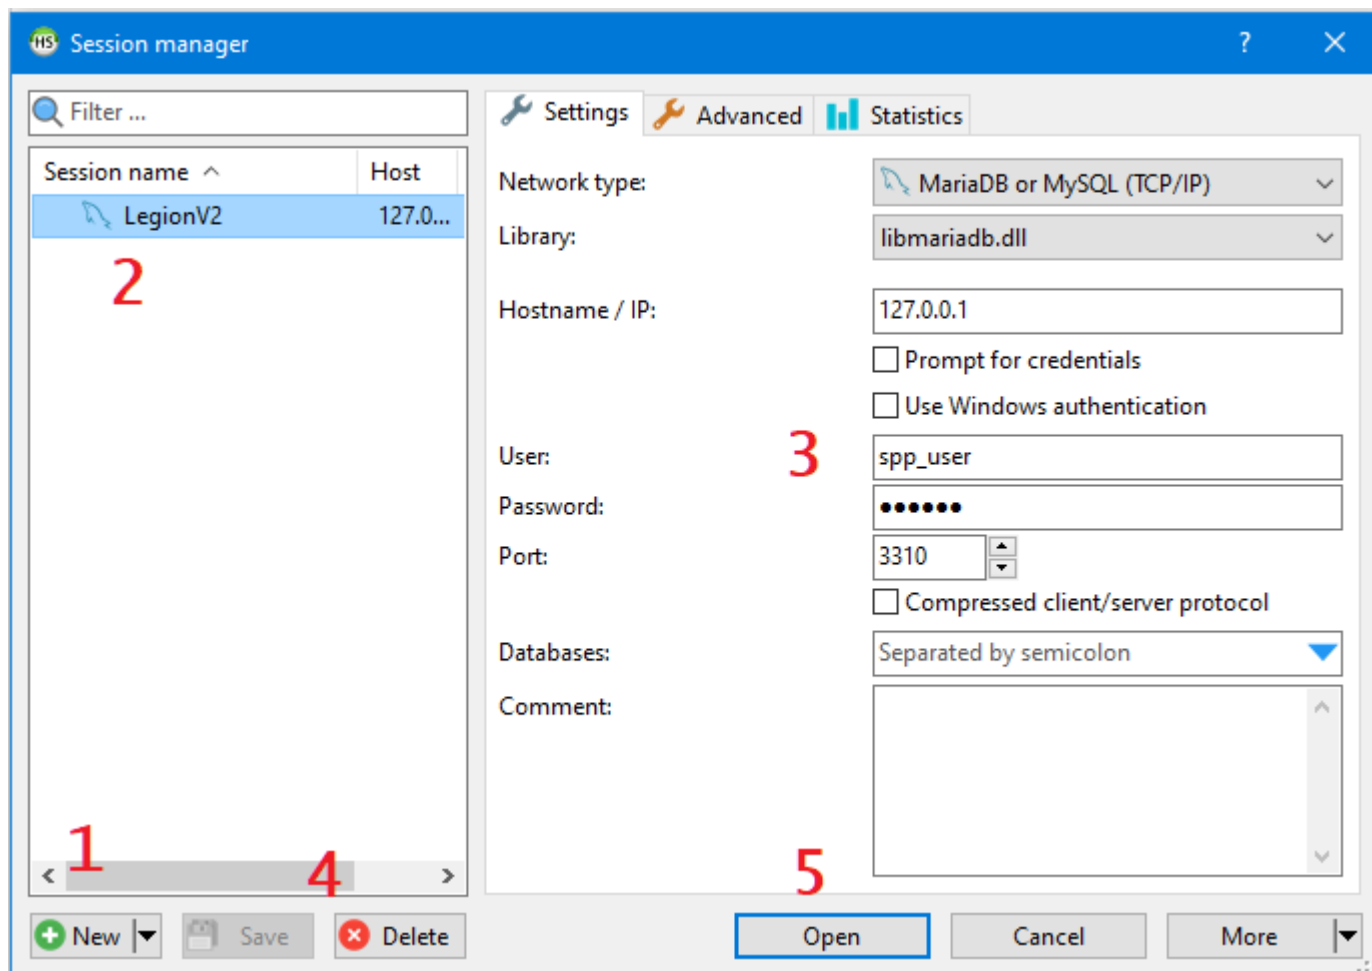 HS Session manager ?
Filter ...
Session name Host
LegionV2 127.0...
2
1
4
New Save Delete
Settings Advanced Statistics
Network type: MariaDB or MySQL (TCP/IP)
Library: libmariadb.dll
Hostname / IP: 127.0.0.1
Prompt for credentials
Use Windows authentication
3
User: spp_user
Password: ●●●●●●
Port: 3310
Compressed client/server protocol
Databases: Separated by semicolon
Comment:
5
Open Cancel More